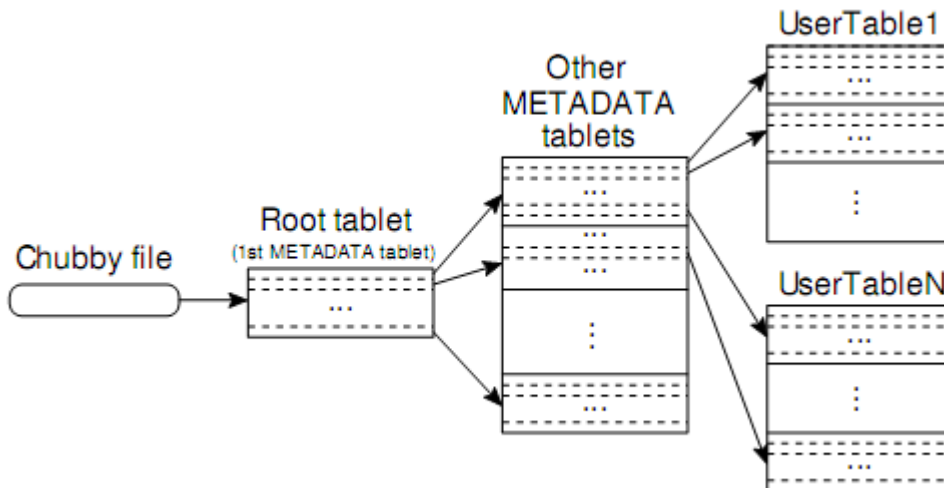 Chubby file
Root tablet
(1st METADATA tablet)
...
Other
METADATA
tablets
...
...
...
...
...
UserTable1
...
...
...
UserTableN
...
...
...